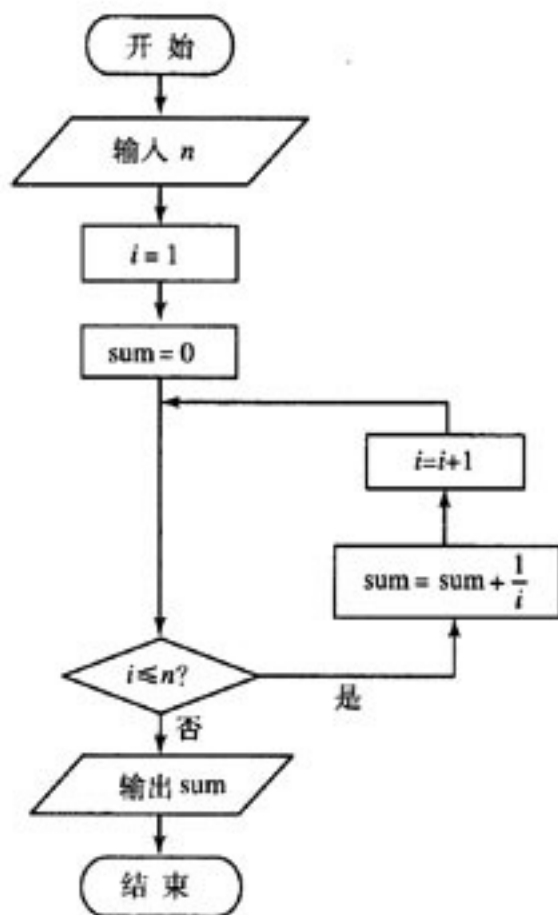 开始
输入 n
i = 1
sum = 0
i=i+1
sum = sum + 1/i
i≤n?
是
否
输出 sum
结束